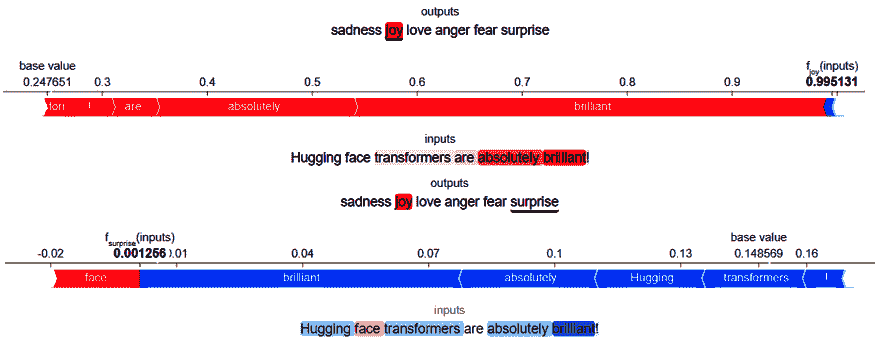 outputs
sadness joy love anger fear surprise
base value f joy (inputs)
0.247651 0.3 0.4 0.5 0.6 0.7 0.8 0.9 0.995131
! are absolutely brilliant
inputs
Hugging face transformers are absolutely brilliant!
outputs
sadness joy love anger fear surprise
f surprise (inputs) base value
-0.02 0.001256 0.04 0.07 0.1 0.13 0.148569 0.16
face brilliant absolutely Hugging transformers !
inputs
Hugging face transformers are absolutely brilliant!